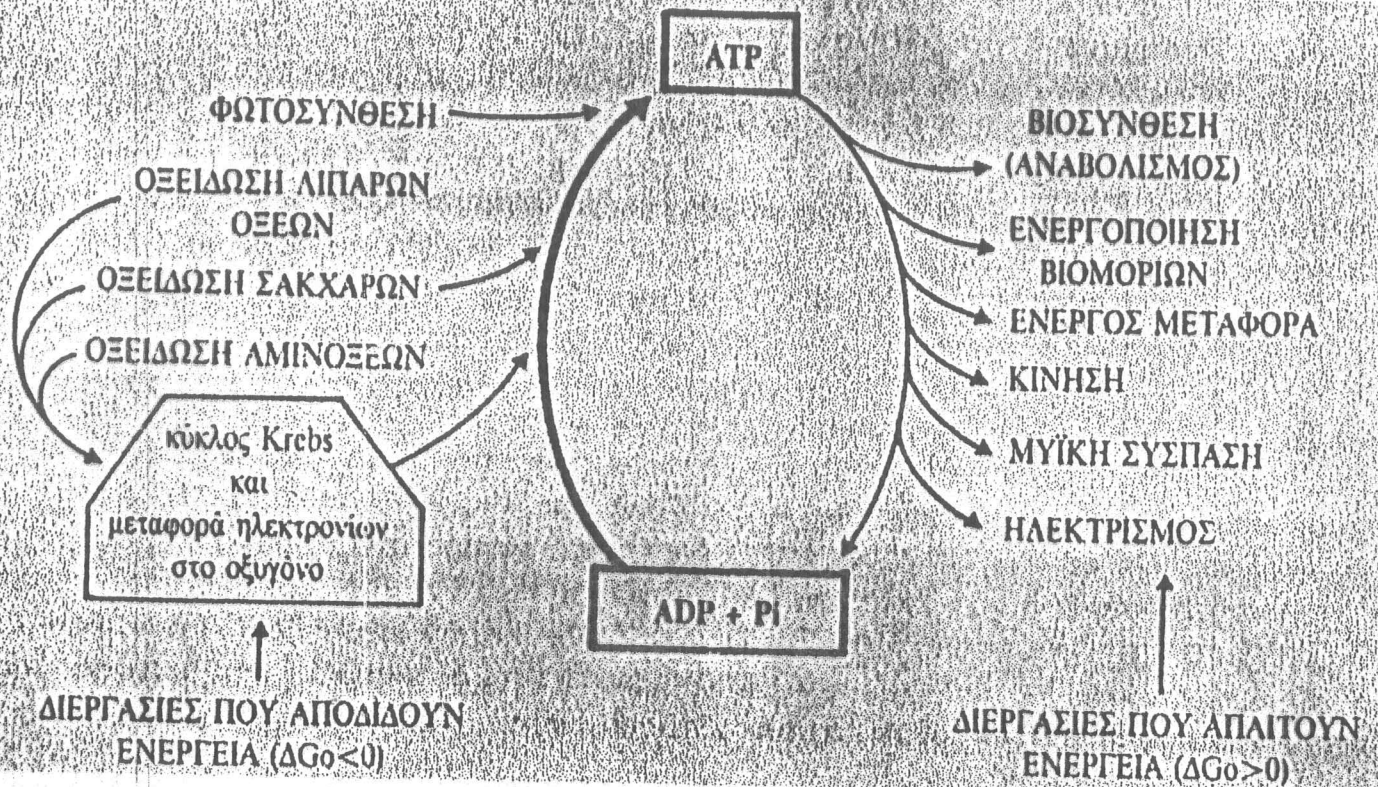 ATP
ΦΩΤΟΣΥΝΘΕΣΗ
ΟΞΕΙΔΩΣΗ ΛΙΠΑΡΩΝ
ΟΞΕΩΝ
ΟΞΕΙΔΩΣΗ ΣΑΚΧΑΡΩΝ
ΟΞΕΙΔΩΣΗ ΑΜΙΝΟΞΕΩΝ
κύκλος Krebs
και
μεταφορά ηλεκτρονίων
στο οξυγόνο
ΔΙΕΡΓΑΣΙΕΣ ΠΟΥ ΑΠΟΔΙΔΟΥΝ
ΕΝΕΡΓΕΙΑ (ΔGο<0)
ADP + Pi
ΒΙΟΣΥΝΘΕΣΗ
(ΑΝΑΒΟΛΙΣΜΟΣ)
ΕΝΕΡΓΟΠΟΙΗΣΗ
ΒΙΟΜΟΡΙΩΝ
ΕΝΕΡΓΟΣ ΜΕΤΑΦΟΡΑ
ΚΙΝΗΣΗ
ΜΥΪΚΗ ΣΥΣΠΑΣΗ
ΗΛΕΚΤΡΙΣΜΟΣ
ΔΙΕΡΓΑΣΙΕΣ ΠΟΥ ΑΠΑΙΤΟΥΝ
ΕΝΕΡΓΕΙΑ (ΔGο>0)